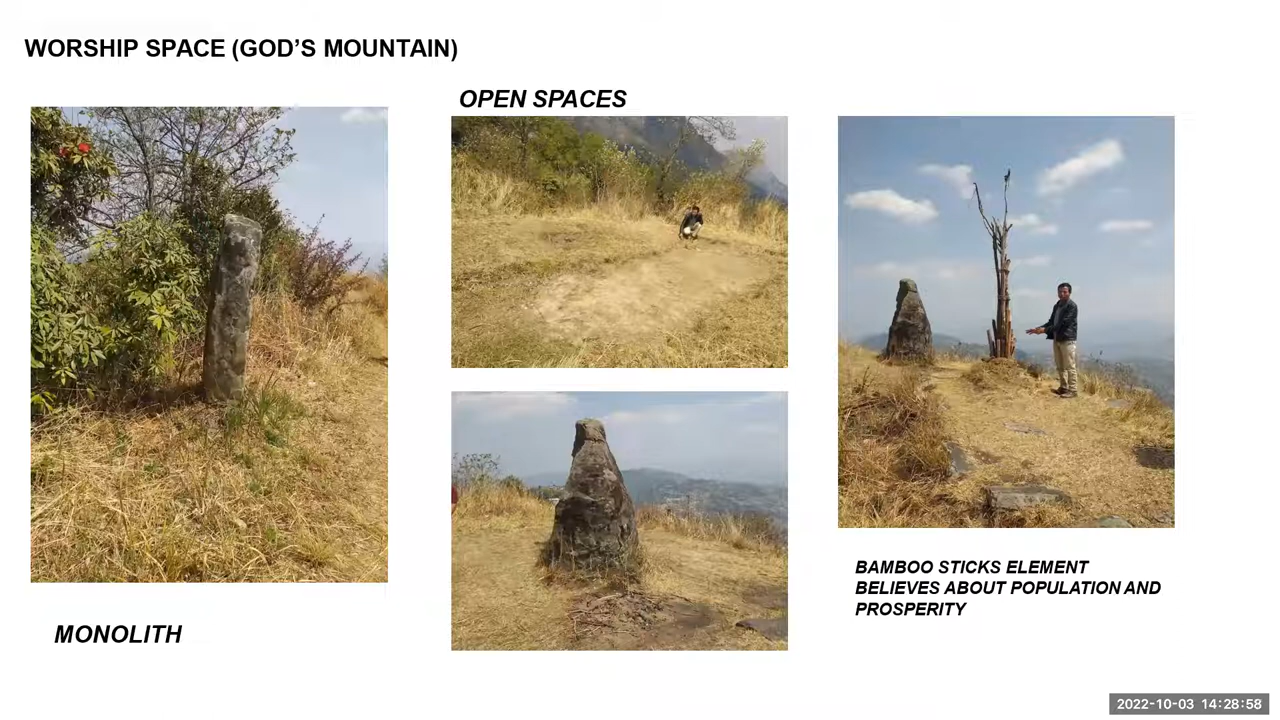 WORSHIP SPACE (GOD’S MOUNTAIN)
OPEN SPACES
MONOLITH
BAMBOO STICKS ELEMENT
BELIEVES ABOUT POPULATION AND
PROSPERITY
2022-10-03 14:28:58